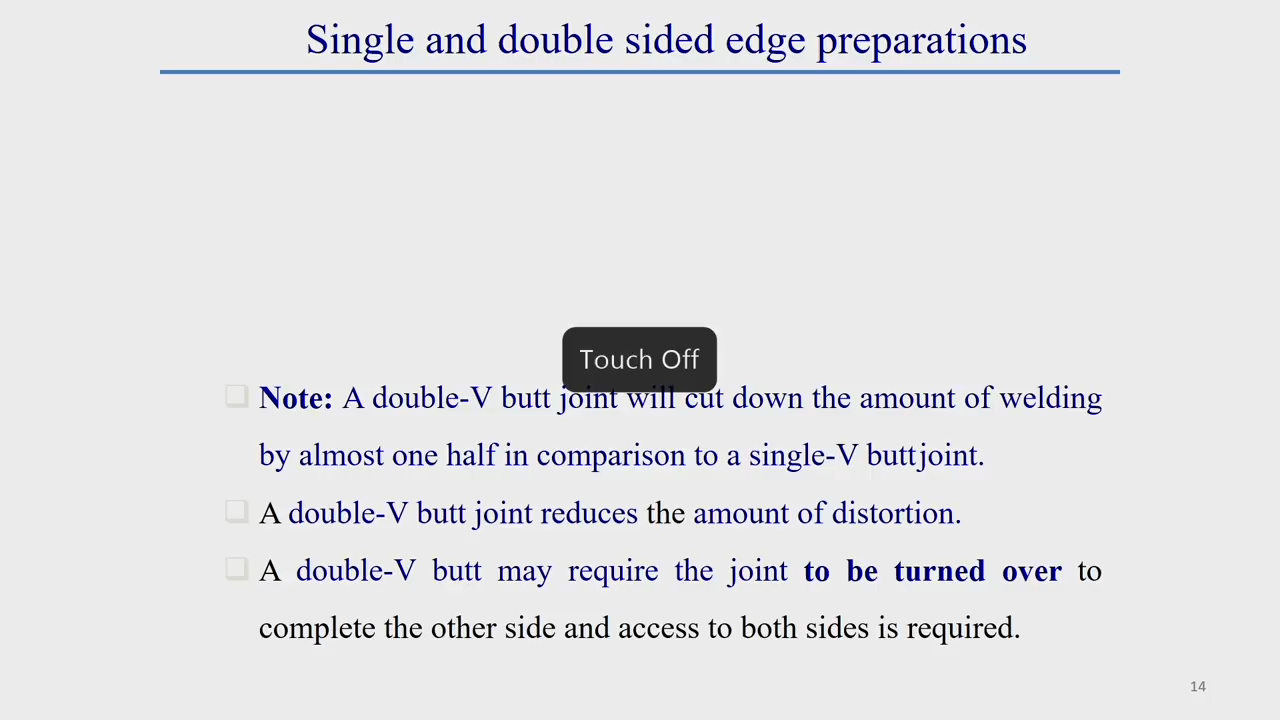 Single and double sided edge preparations
Touch Off
Note: A double-V butt joint will cut down the amount of welding
by almost one half in comparison to a single-V butt joint.
A double-V butt joint reduces the amount of distortion.
A double-V butt may require the joint to be turned over to
complete the other side and access to both sides is required.
14